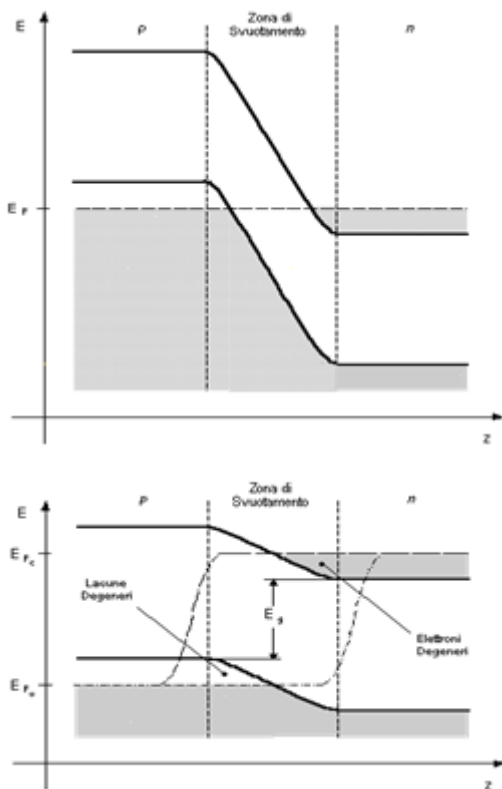 E
p
Zona di
Svuotamento
n
E F
z
E
p
Zona di
Svuotamento
n
E Fc
Lacune
Degeneri
E g
Elettroni
Degeneri
E Fv
z